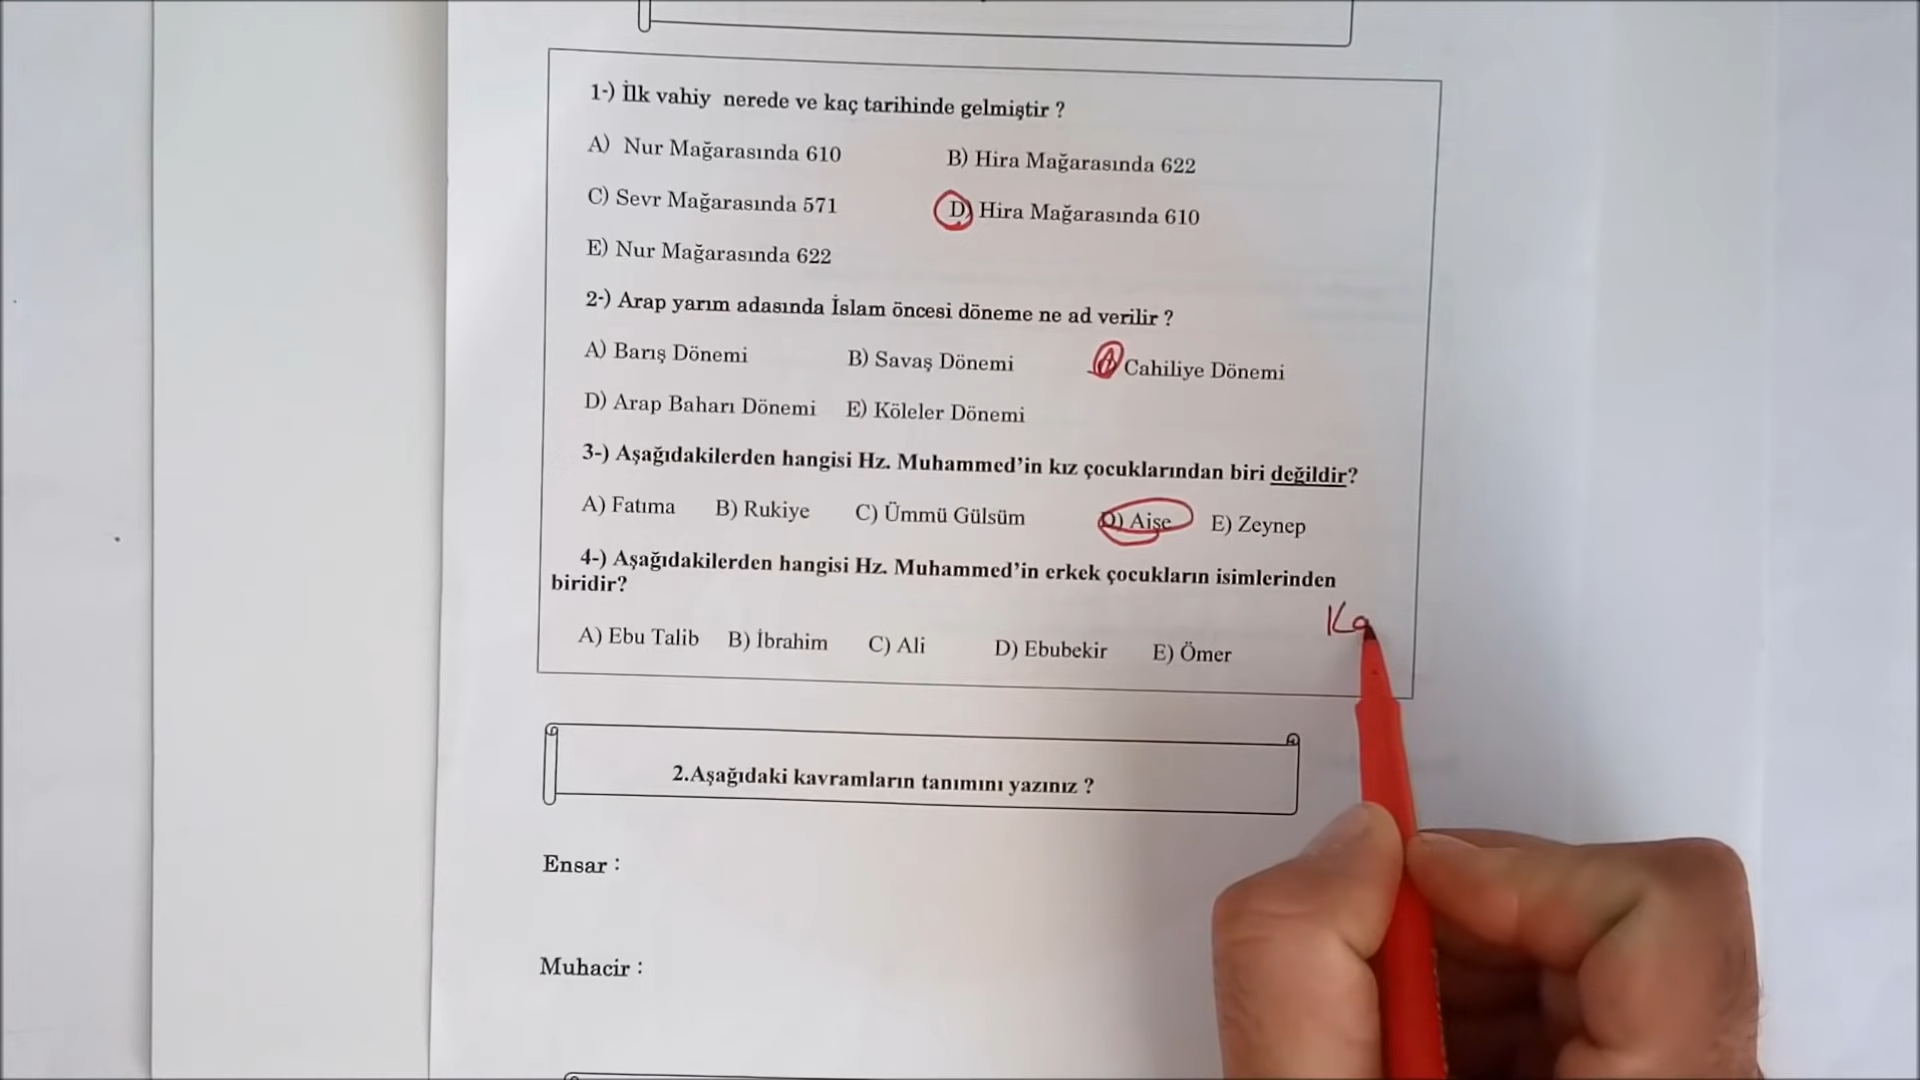 1-) İlk vahiy nerede ve kaç tarihinde gelmiştir ?
A) Nur Mağarasında 610 B) Hira Mağarasında 622
C) Sevr Mağarasında 571 D) Hira Mağarasında 610
E) Nur Mağarasında 622
2-) Arap yarım adasında İslam öncesi döneme ne ad verilir ?
A) Barış Dönemi B) Savaş Dönemi Cahiliye Dönemi
D) Arap Baharı Dönemi E) Köleler Dönemi
3-) Aşağıdakilerden hangisi Hz. Muhammed’in kız çocuklarından biri değildir?
A) Fatıma B) Rukiye C) Ümmü Gülsüm D) Aişe E) Zeynep
4-) Aşağıdakilerden hangisi Hz. Muhammed’in erkek çocukların isimlerinden
biridir?
Ka
A) Ebu Talib B) İbrahim C) Ali D) Ebubekir E) Ömer
2.Aşağıdaki kavramların tanımını yazınız ?
Ensar :
Muhacir :